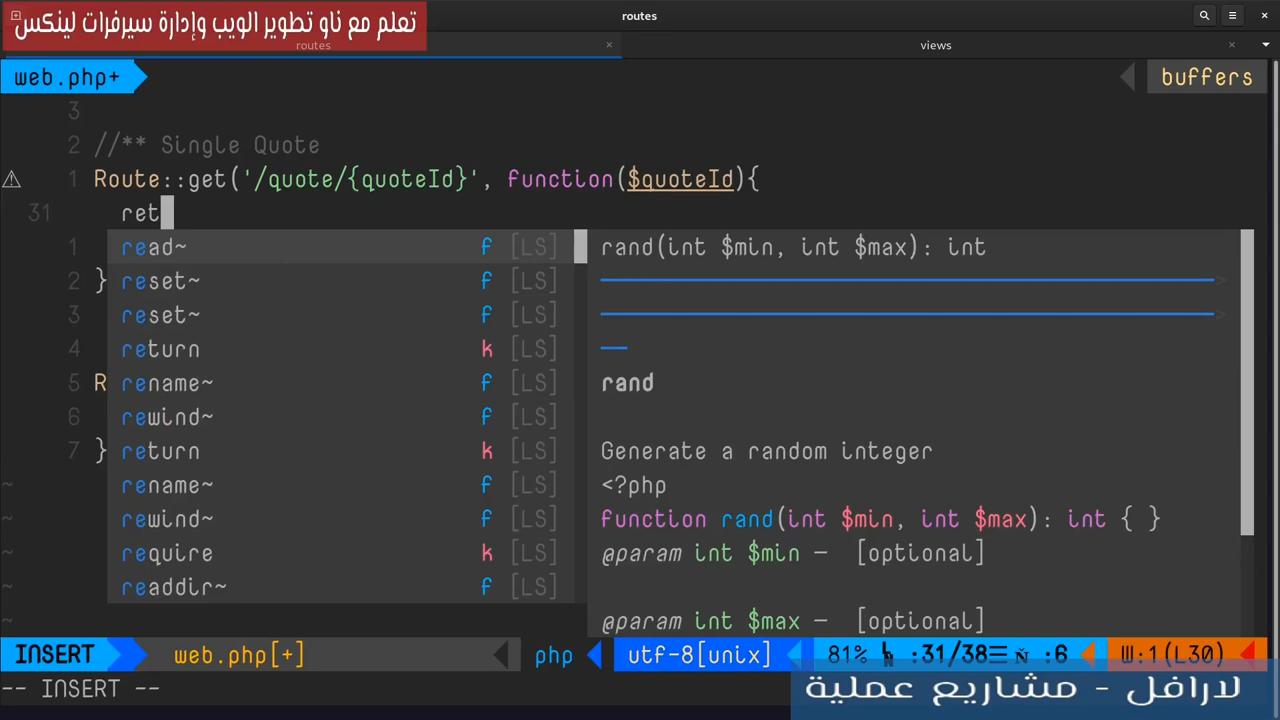 تعلم مع ناو تطوير الويب وإدارة سيرفرات لينكس
routes
routes × views ×
web.php+ buffers
3
2 //** Single Quote
1 Route::get('/quote/{quoteId}', function($quoteId){
31 ret
1 read~ f [LS] rand(int $min, int $max): int
2 } reset~ f [LS]
3 reset~ f [LS]
4 return k [LS]
5 R rename~ f [LS] rand
6 rewind~ f [LS]
7 } return k [LS] Generate a random integer
~ rename~ f [LS] <?php
~ rewind~ f [LS] function rand(int $min, int $max): int { }
~ require k [LS] @param int $min – [optional]
~ readdir~ f [LS]
~ @param int $max – [optional]
INSERT web.php[+] php utf-8[unix] 81% :31/38☰ :6 W:1(L30)
-- INSERT --
لارافل - مشاريع عملية